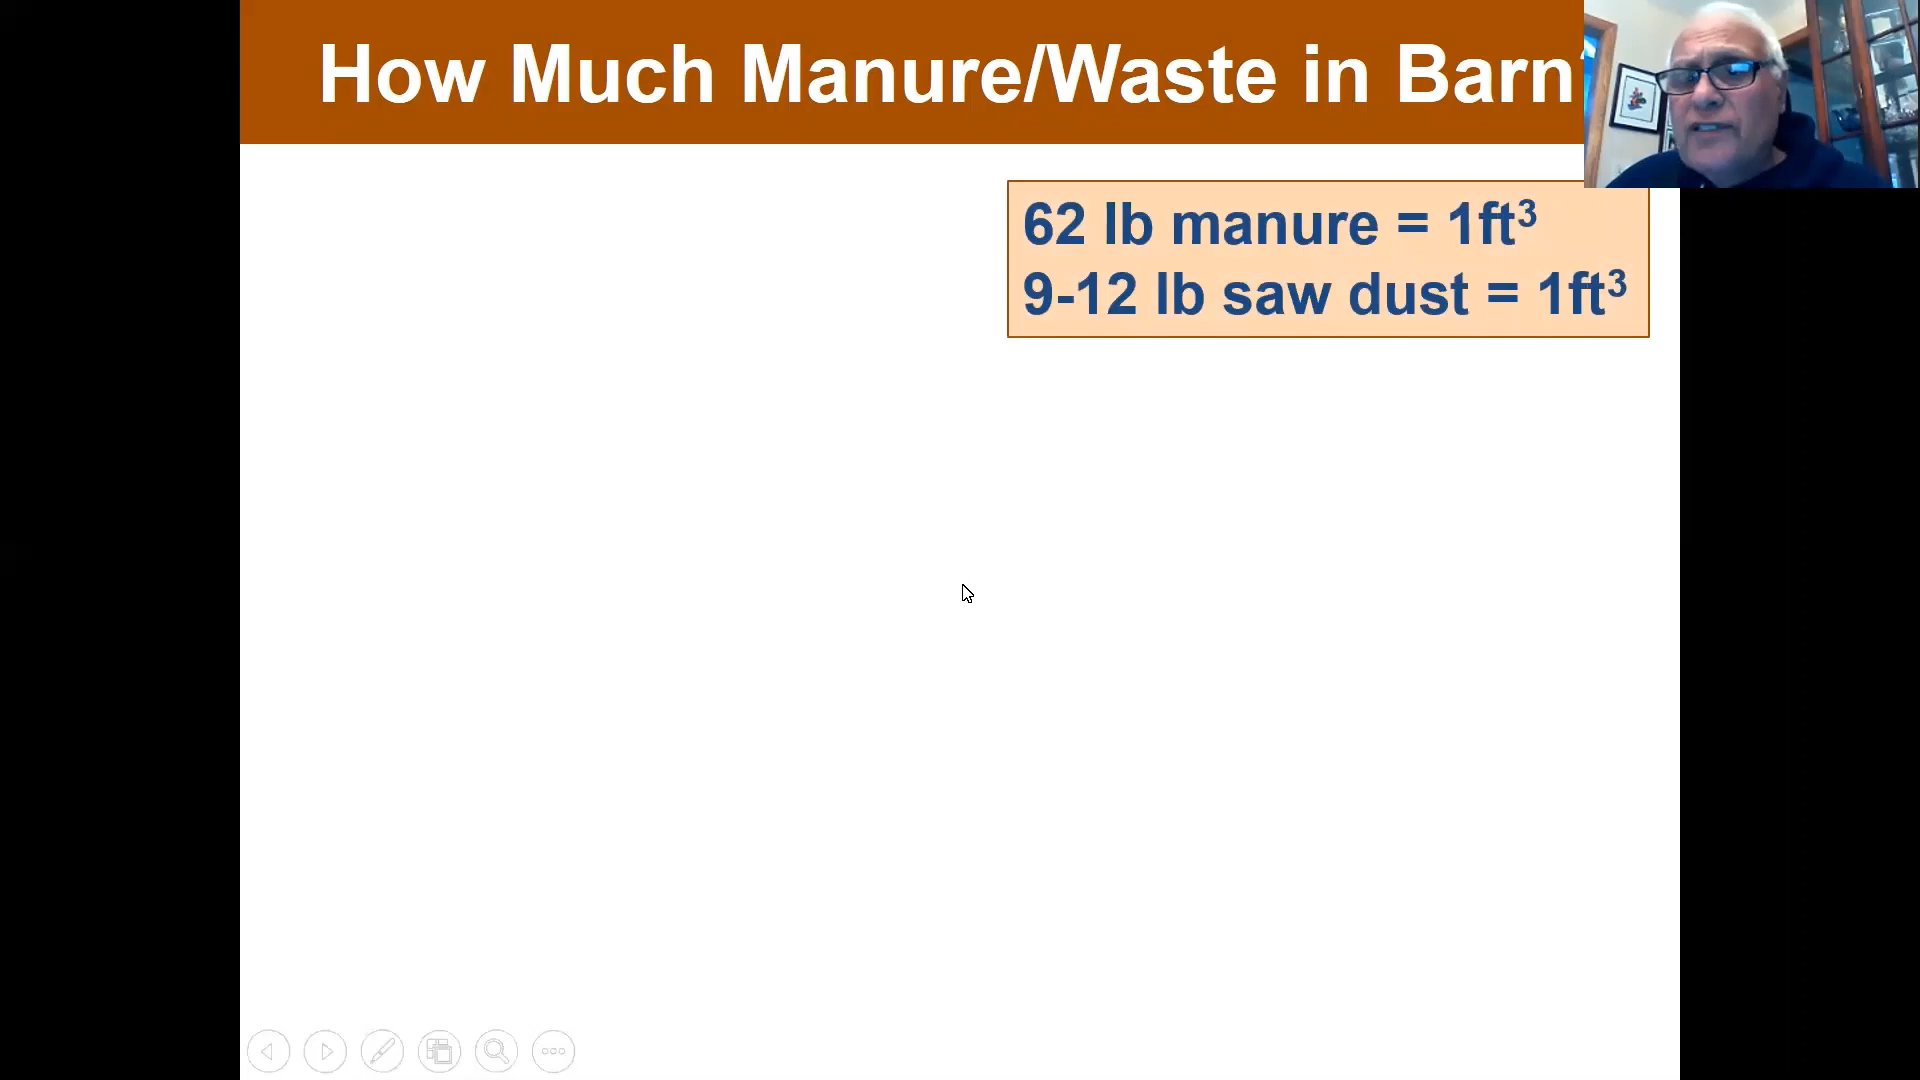 How Much Manure/Waste in Barn?
62 lb manure = 1ft³
9-12 lb saw dust = 1ft³